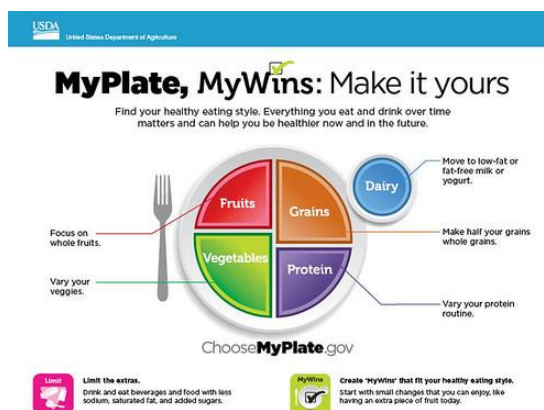 USDA
United States Department of Agriculture
MyPlate, MyWins: Make it yours
Find your healthy eating style. Everything you eat and drink over time
matters and can help you be healthier now and in the future.
Fruits
Grains
Vegetables
Protein
Dairy
Move to low-fat or
fat-free milk or
yogurt.
Focus on
whole fruits.
Make half your grains
whole grains.
Vary your
veggies.
Vary your protein
routine.
ChooseMyPlate.gov
Limit
Limit the extras.
Drink and eat beverages and food with less
sodium, saturated fat, and added sugars.
MyWins
Create 'MyWins' that fit your healthy eating style.
Start with small changes that you can enjoy, like
having an extra piece of fruit today.